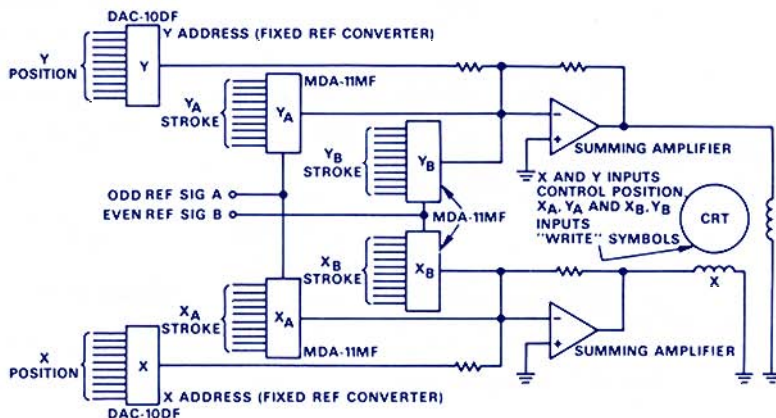 DAC-10DF
Y ADDRESS (FIXED REF CONVERTER)
Y
POSITION
Y
MDA-11MF
YA
STROKE
YA
YB
STROKE
YB
−
+
SUMMING AMPLIFIER
ODD REF SIG A
EVEN REF SIG B
MDA-11MF
X AND Y INPUTS
CONTROL POSITION
XA, YA AND XB, YB
INPUTS
"WRITE" SYMBOLS
CRT
XB
STROKE
XB
X
XA
STROKE
XA
MDA-11MF
−
+
SUMMING AMPLIFIER
X
POSITION
X
X ADDRESS (FIXED REF CONVERTER)
DAC-10DF